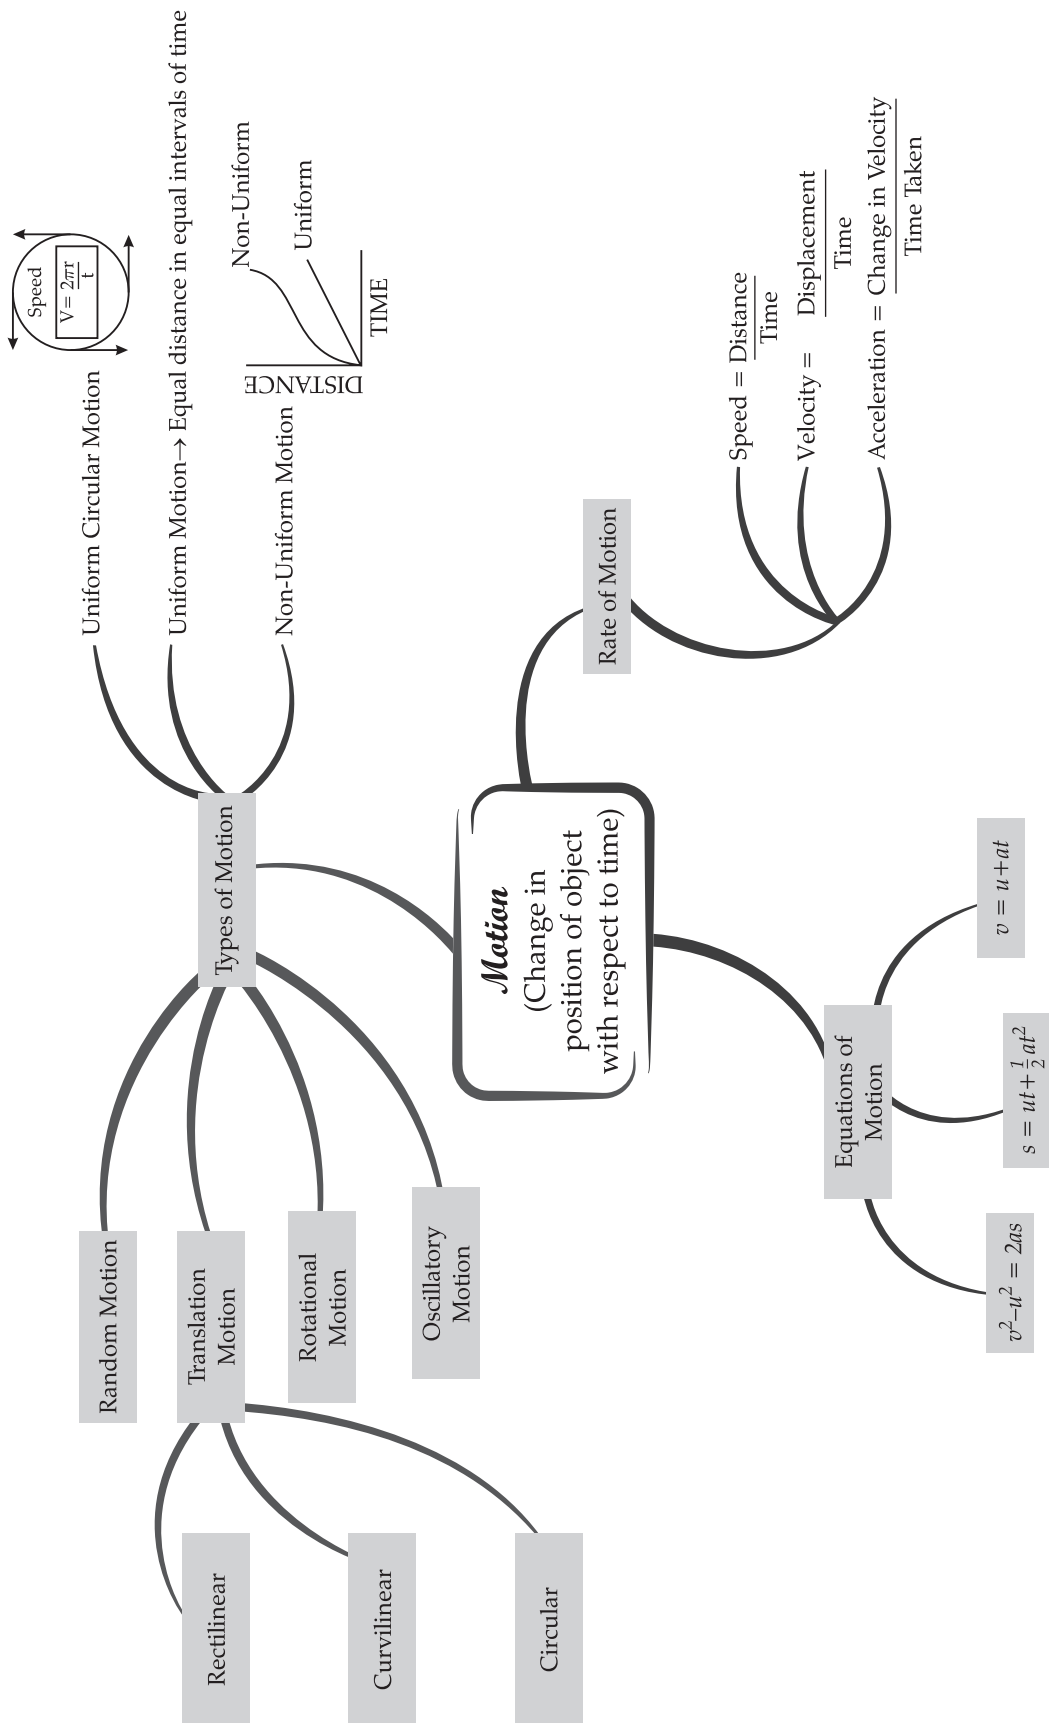 Motion
(Change in
position of object
with respect to time)
Types of Motion
Uniform Circular Motion
Speed
V = 2πr
t
Uniform Motion→ Equal distance in equal intervals of time
Non-Uniform Motion
DISTANCE
TIME
Non-Uniform
Uniform
Random Motion
Translation
Motion
Rotational
Motion
Oscillatory
Motion
Rectilinear
Curvilinear
Circular
Rate of Motion
Speed = Distance
Time
Velocity = Displacement
Time
Acceleration = Change in Velocity
Time Taken
Equations of
Motion
v² – u² = 2as
s = ut + ½ at²
v = u+at